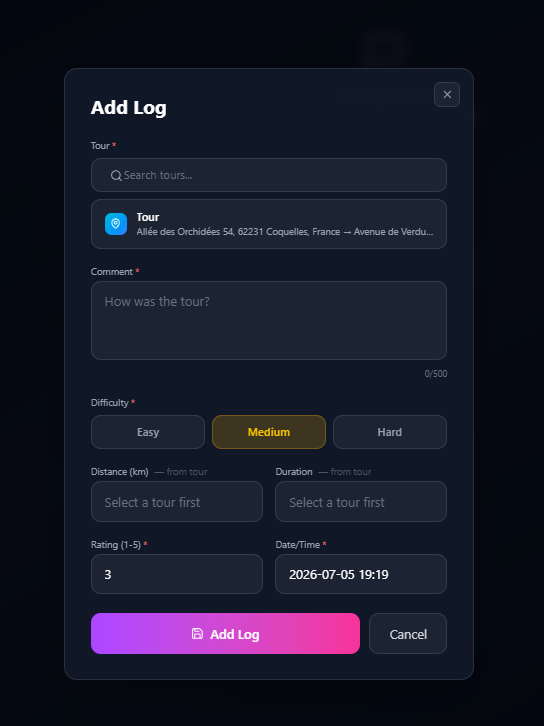 Add Log
Tour *
Search tours...
Tour
Allée des Orchidées 54, 62231 Coquelles, France → Avenue de Verdu...
Comment *
How was the tour?
0/500
Difficulty *
Easy Medium Hard
Distance (km) — from tour Duration — from tour
Select a tour first Select a tour first
Rating (1-5) * Date/Time *
3 2026-07-05 19:19
Add Log Cancel